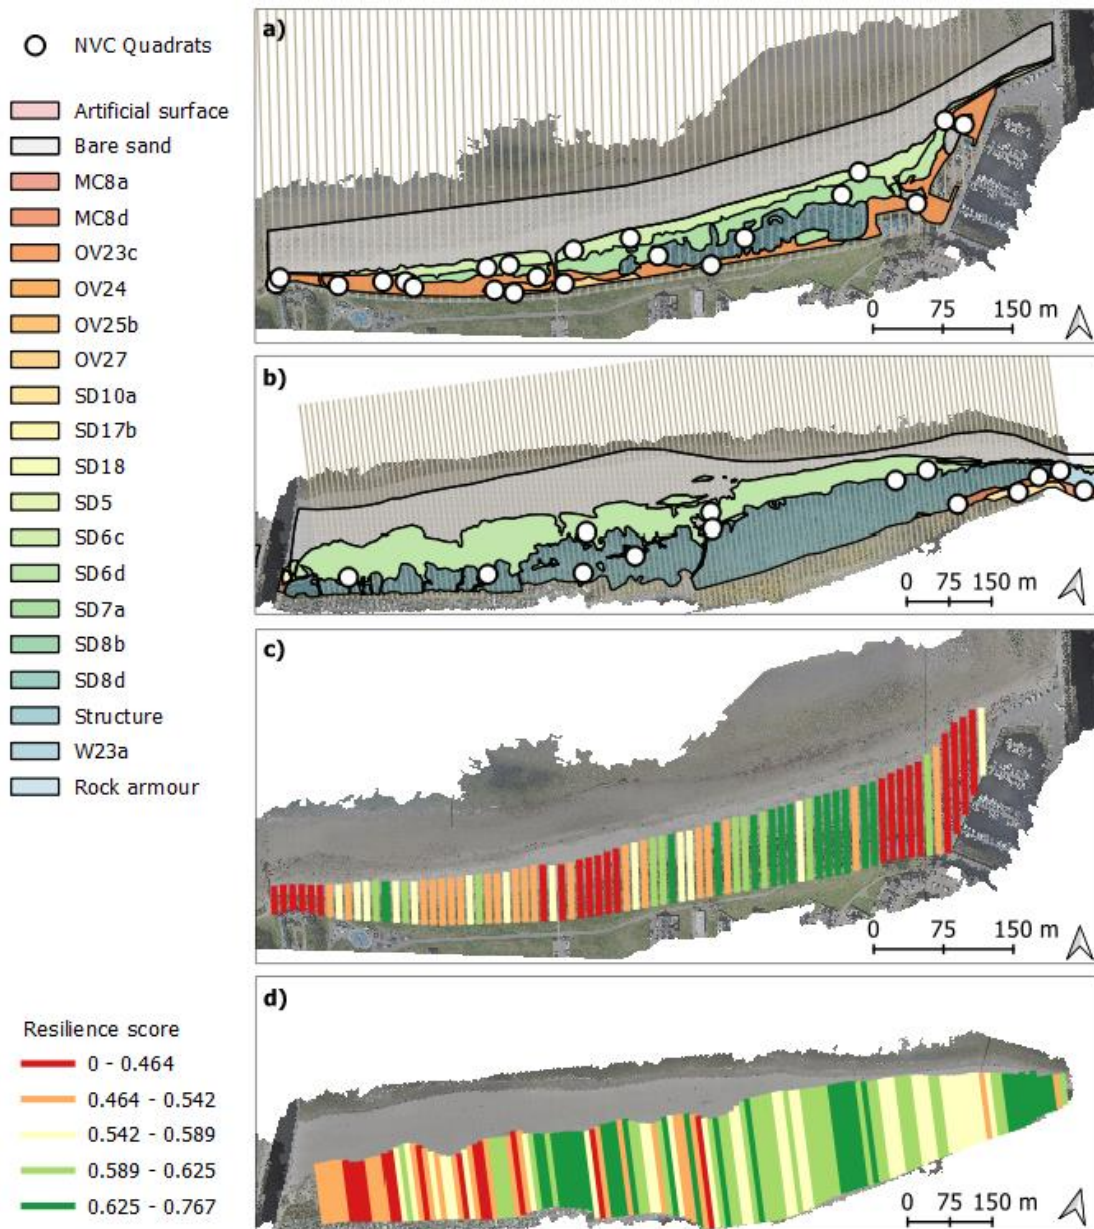 NVC Quadrats
Artificial surface
Bare sand
MC8a
MC8d
OV23c
OV24
OV25b
OV27
SD10a
SD17b
SD18
SD5
SD6c
SD6d
SD7a
SD8b
SD8d
Structure
W23a
Rock armour
Resilience score
0 - 0.464
0.464 - 0.542
0.542 - 0.589
0.589 - 0.625
0.625 - 0.767
a)
0 75 150 m
b)
0 75 150 m
c)
0 75 150 m
d)
0 75 150 m